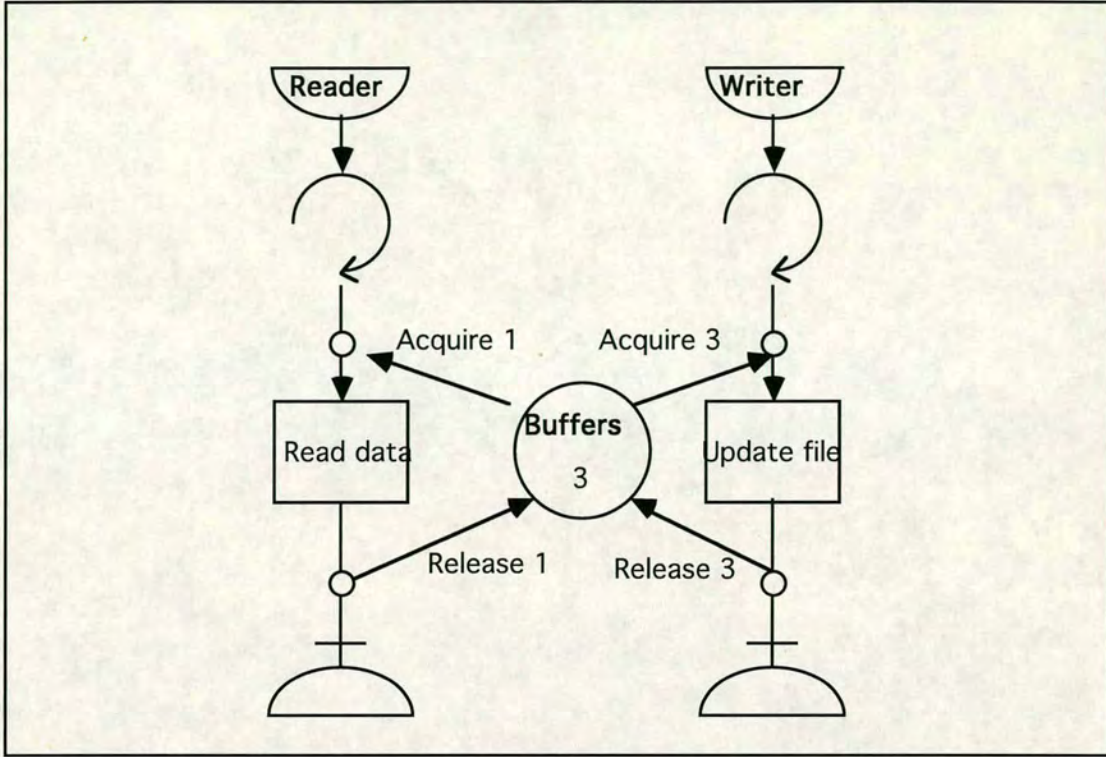 Reader
Writer
Acquire 1
Acquire 3
Buffers
3
Read data
Update file
Release 1
Release 3